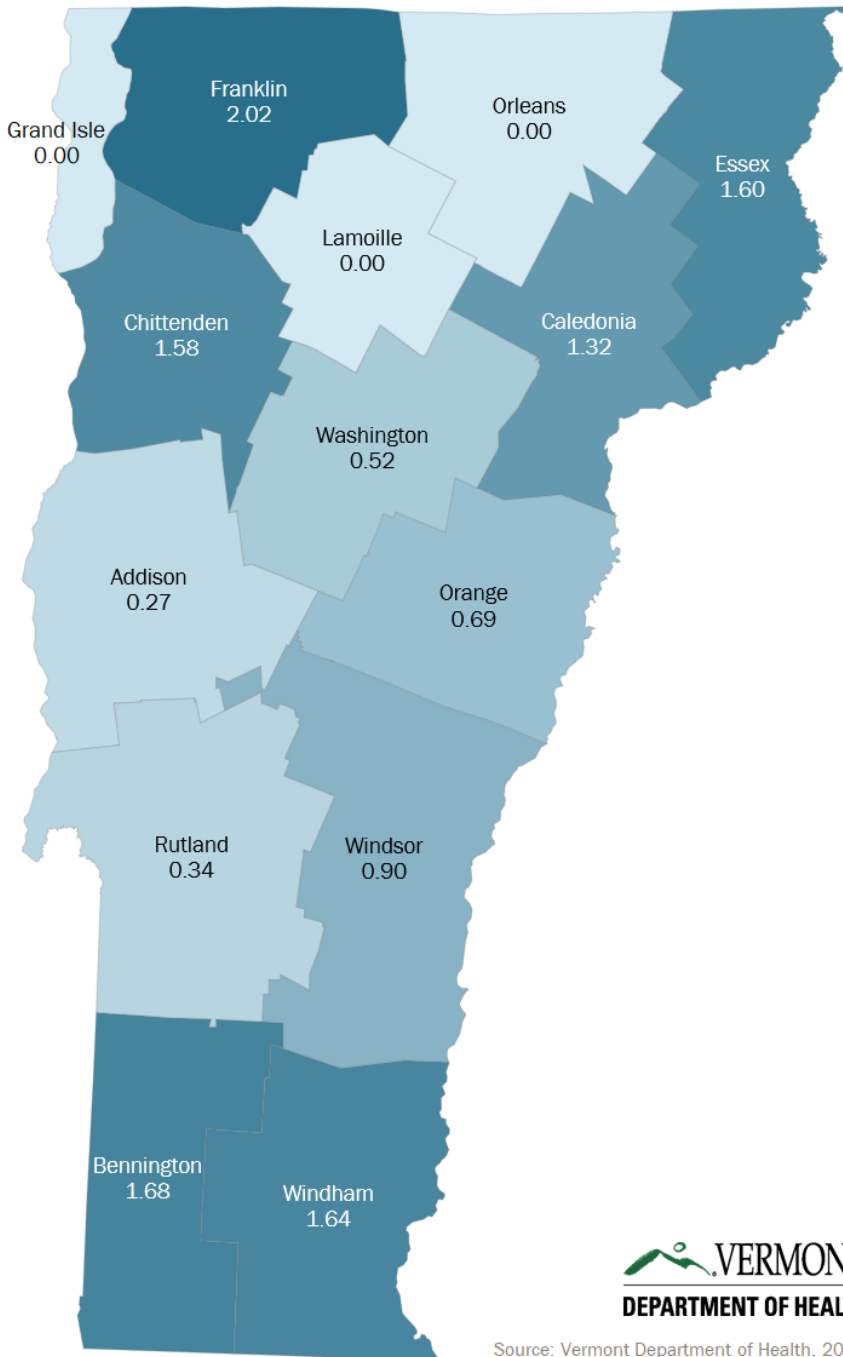 Franklin
2.02
Grand Isle
0.00
Orleans
0.00
Essex
1.60
Lamoille
0.00
Chittenden
1.58
Caledonia
1.32
Washington
0.52
Addison
0.27
Orange
0.69
Rutland
0.34
Windsor
0.90
Bennington
1.68
Windham
1.64
VERMON
DEPARTMENT OF HEAL
Source: Vermont Department of Health, 20